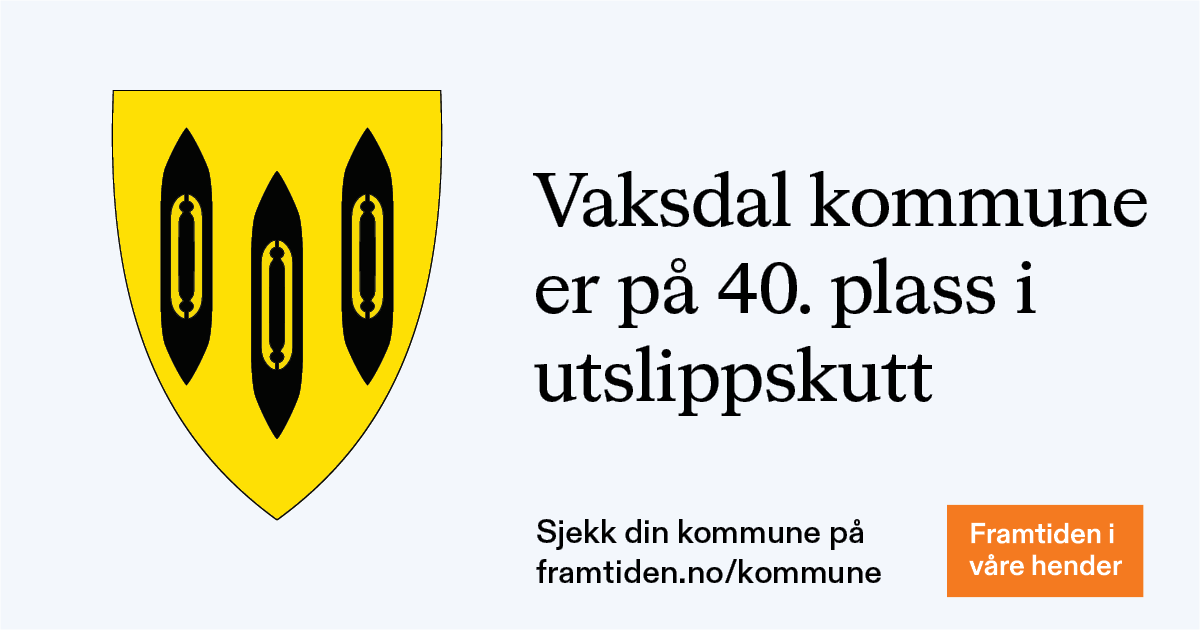 Vaksdal kommune
er på 40. plass i
utslippskutt
Sjekk din kommune på
framtiden.no/kommune
Framtiden i
våre hender